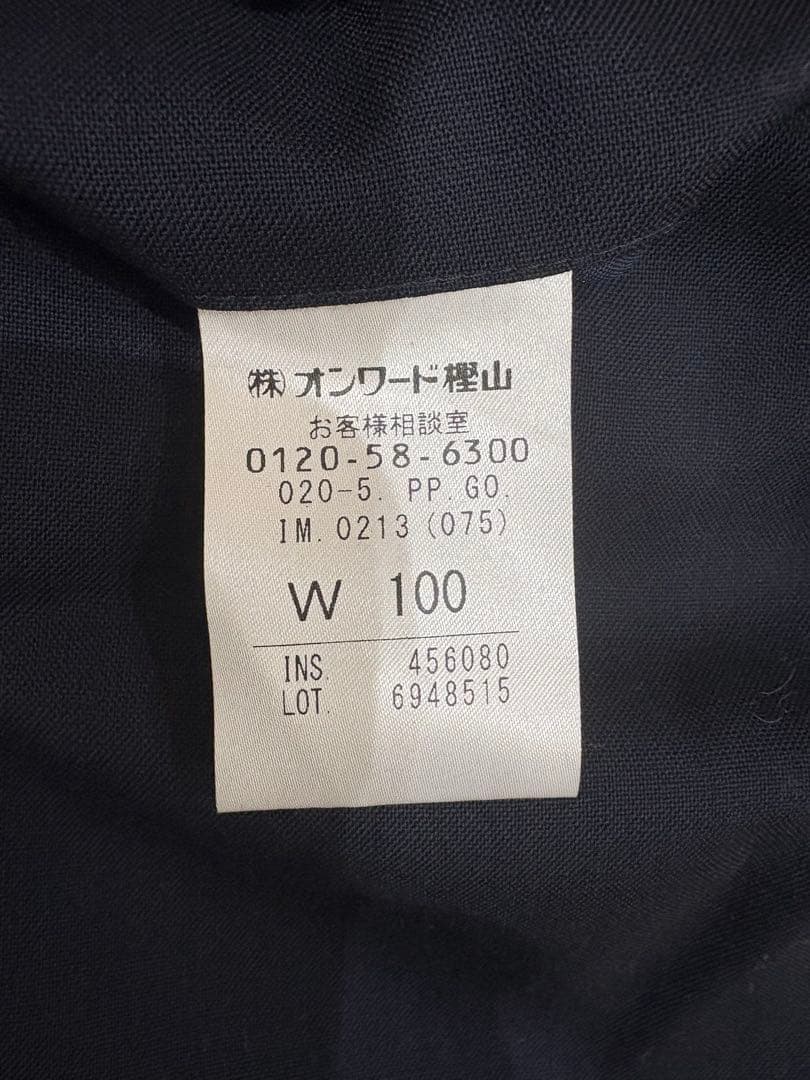 ㈱オンワード樫山
お客様相談室
0120-58-6300
020-5. PP. GO.
IM. 0213 (075)
W 100
INS. 456080
LOT. 6948515